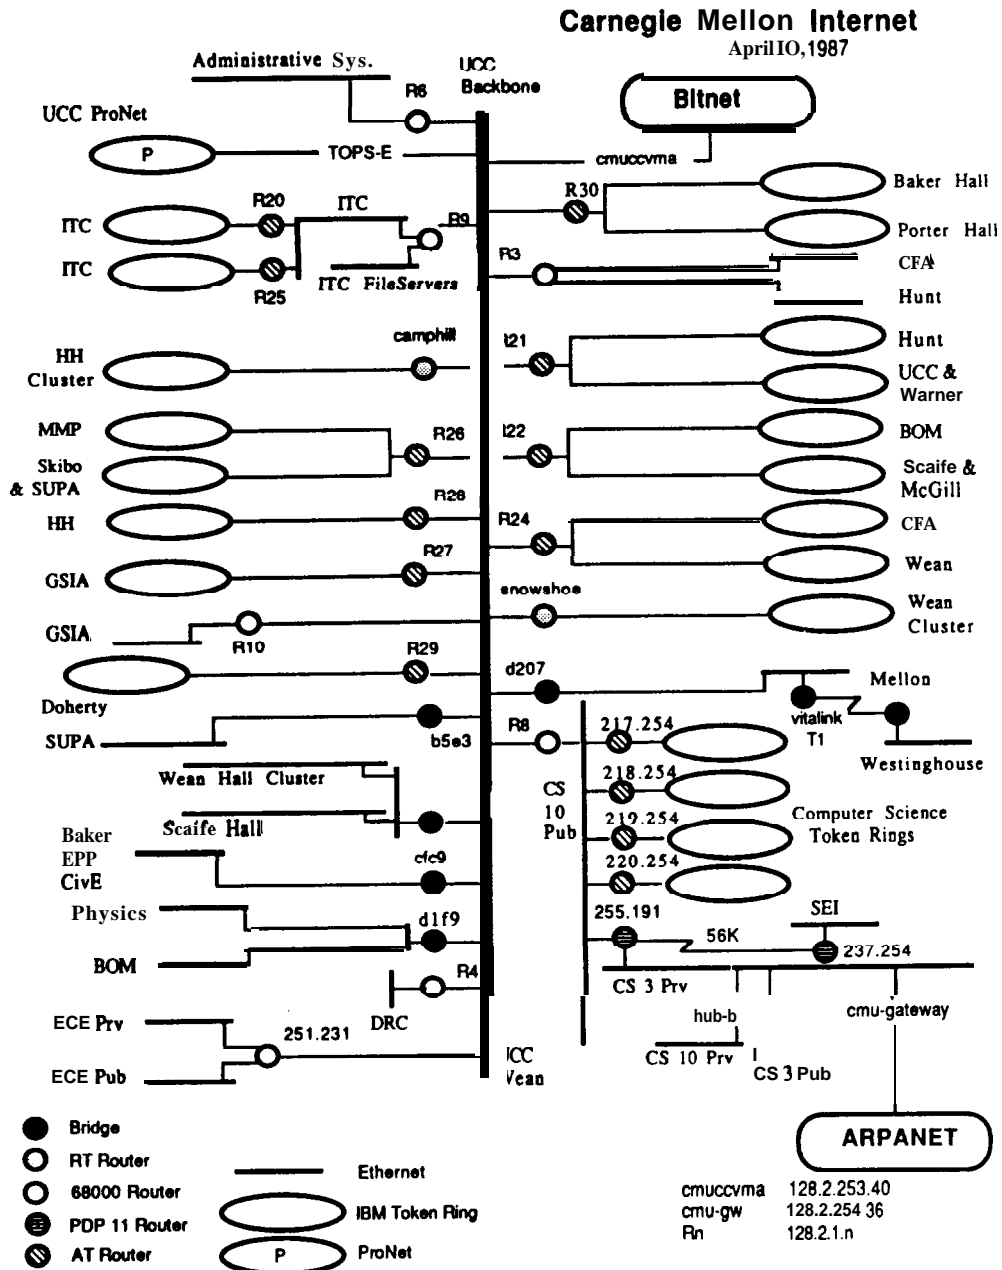 Carnegie Mellon Internet
April IO, 1987
Administrative Sys.
UCC
Backbone
R6
UCC ProNet
Bitnet
P
TOPS-E
cmuccvma
R20
ITC
R30
Baker Hall
ITC
R9
Porter Hall
ITC
R3
CFA
R25
ITC FileServers
Hunt
camphill
HH
Cluster
Hunt
UCC &
Warner
MMP
R26
BOM
Skibo
& SUPA
Scaife &
McGill
R28
HH
R24
CFA
R27
GSIA
Wean
snowshoe
GSIA
Wean
Cluster
R10
R29
d207
Mellon
Doherty
SUPA
b5e3
R8
217.254
vitalink
T1
Westinghouse
Wean Hall Cluster
218.254
CS
10
Pub
Scaife Hall
219.254
Computer Science
Token Rings
Baker
EPP
CivE
cfc9
220.254
Physics
d1f9
255.191
SEI
56K
237.254
BOM
R4
CS 3 Prv
DRC
hub-b
cmu-gateway
ECE Prv
251.231
CS 10 Prv
CS 3 Pub
ECE Pub
ARPANET
Bridge
RT Router
Ethernet
68000 Router
IBM Token Ring
PDP 11 Router
P
ProNet
AT Router
cmuccvma 128.2.253.40
cmu-gw 128.2.254 36
Rn 128.2.1.n